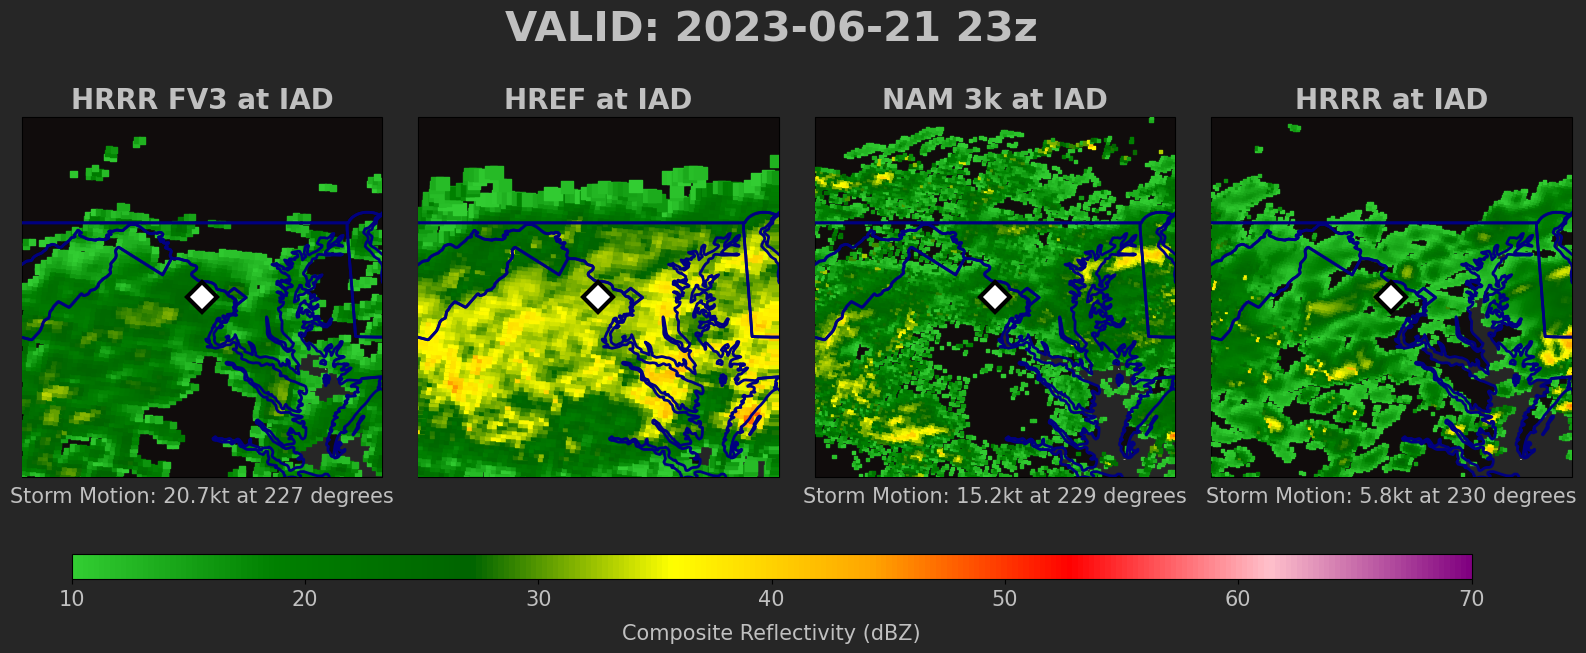 VALID: 2023-06-21 23z
HRRR FV3 at IAD
HREF at IAD
NAM 3k at IAD
HRRR at IAD
Storm Motion: 20.7kt at 227 degrees
Storm Motion: 15.2kt at 229 degrees
Storm Motion: 5.8kt at 230 degrees
10 20 30 40 50 60 70
Composite Reflectivity (dBZ)